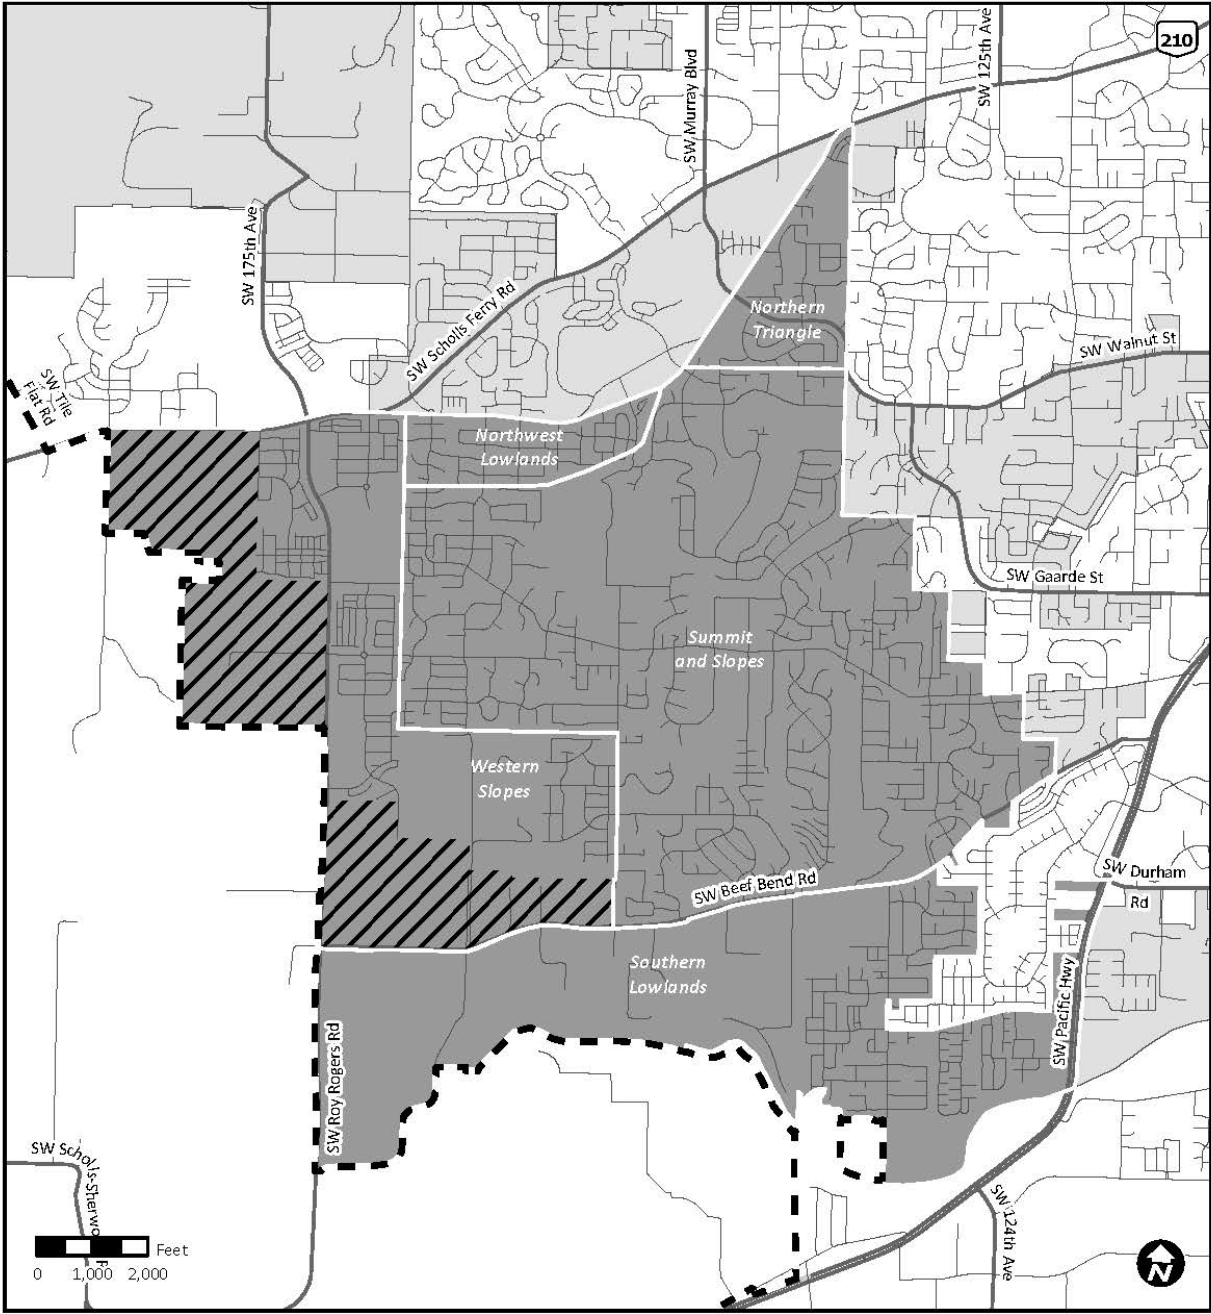 210
SW 125th Ave
SW Murray Blvd
SW 175th Ave
SW Scholls Ferry Rd
Northern
Triangle
SW Walnut St
SW Tile
Flat Rd
Northwest
Lowlands
SW Gaarde St
Summit
and Slopes
Western
Slopes
SW Beef Bend Rd
SW Durham
Rd
Southern
Lowlands
SW Pacific Hwy
SW Roy Rogers Rd
SW Scholls-Sherwo
SW 124th Ave
Feet
0 1,000 2,000
N